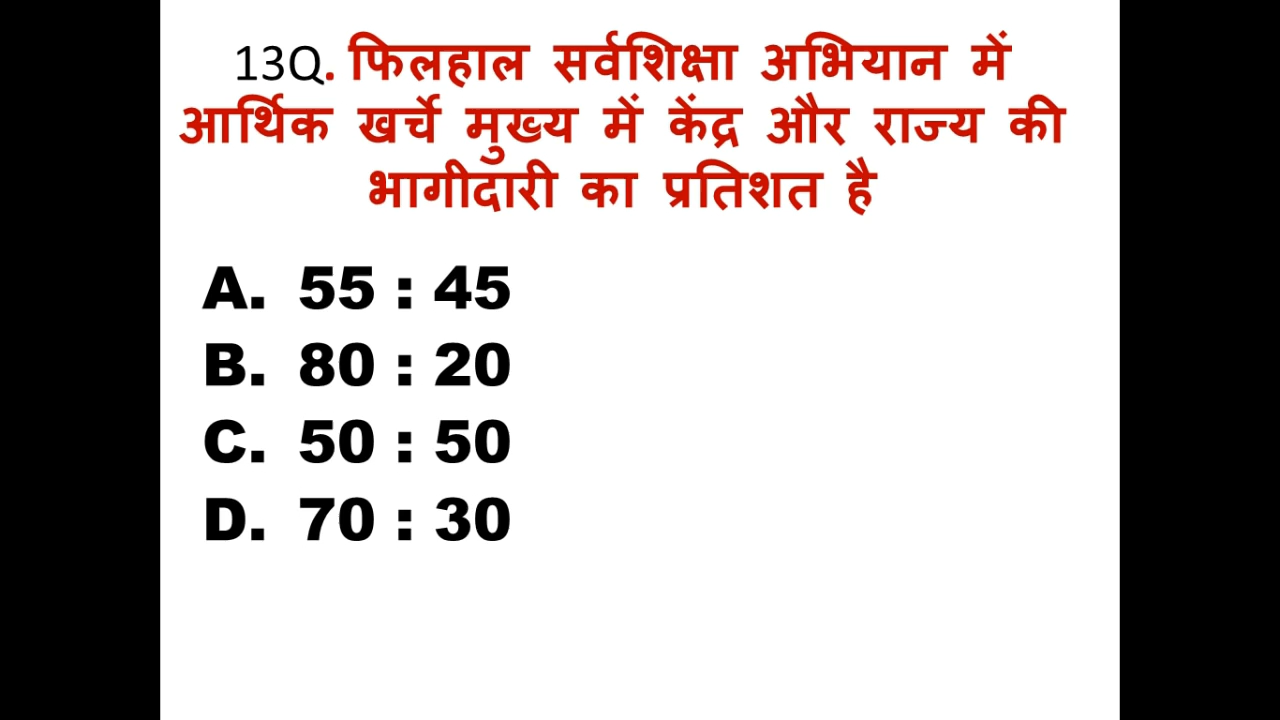 13Q. फिलहाल सर्वशिक्षा अभियान में
आर्थिक खर्चे मुख्य में केंद्र और राज्य की
भागीदारी का प्रतिशत है
A. 55 : 45
B. 80 : 20
C. 50 : 50
D. 70 : 30